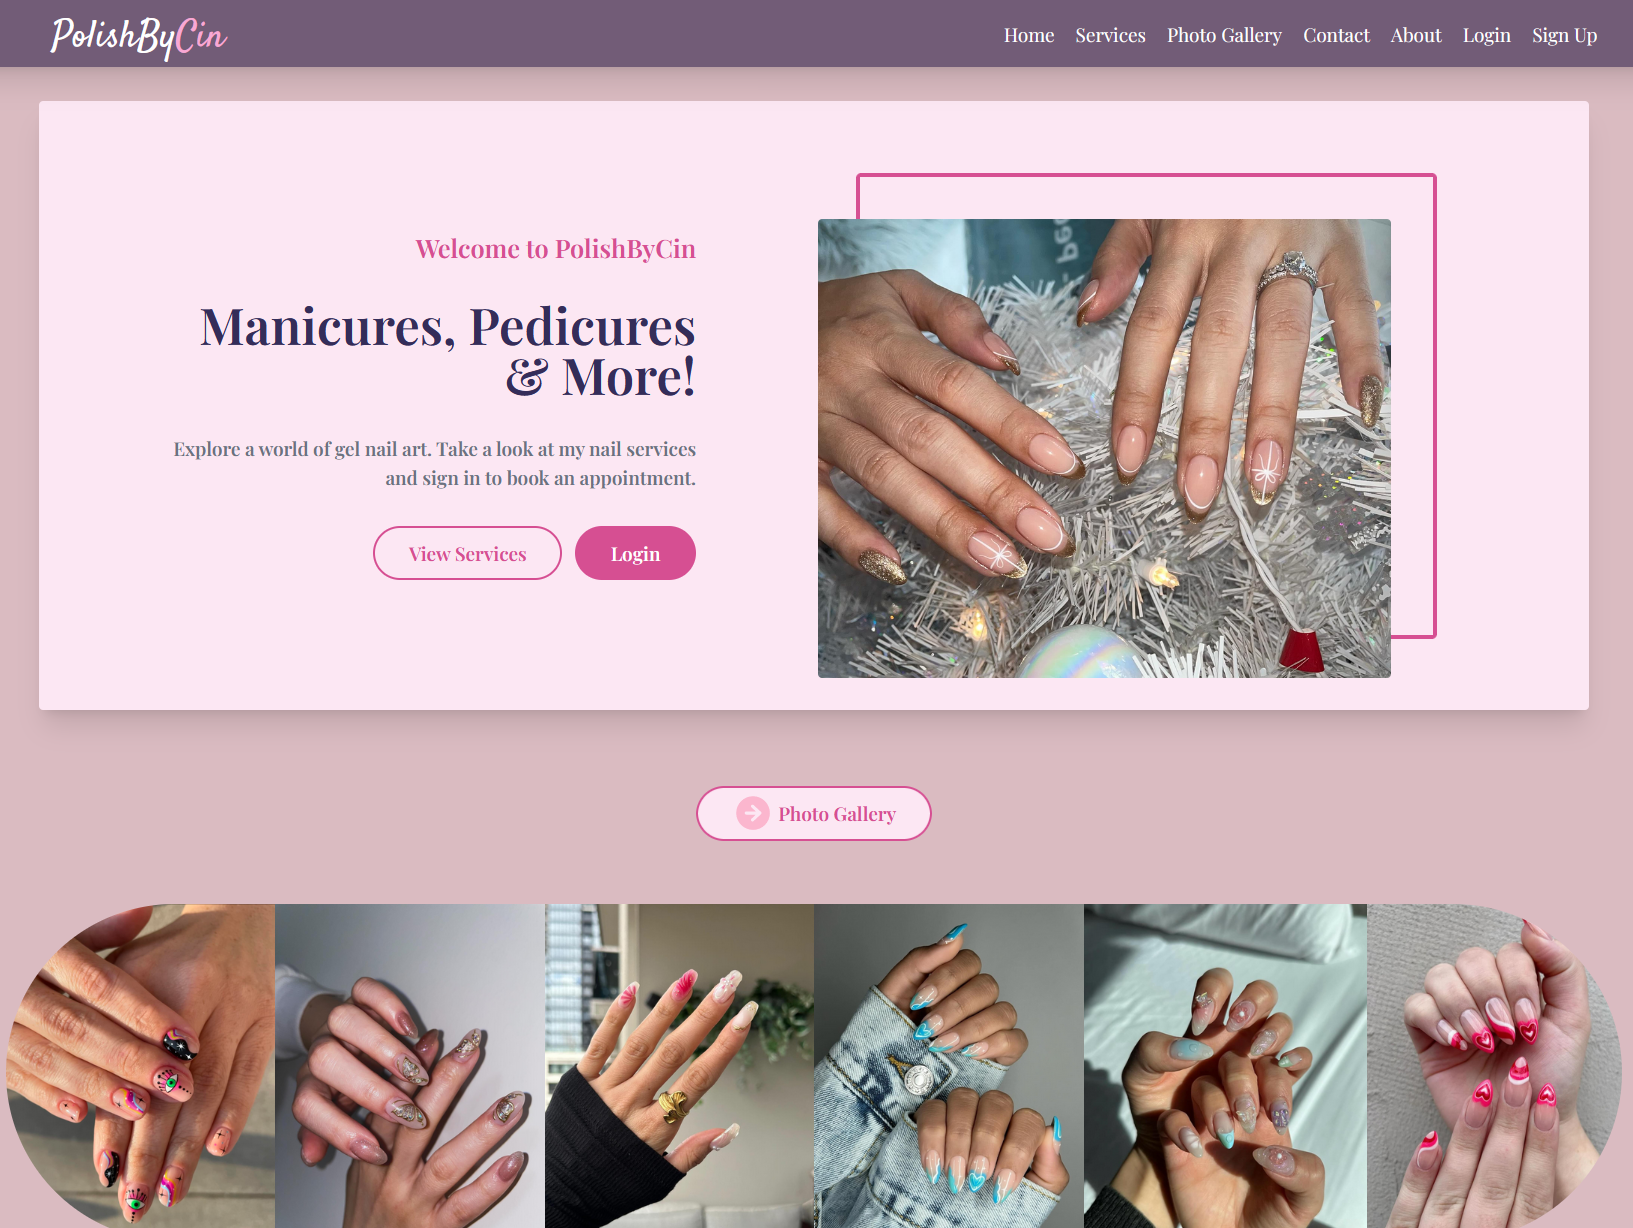 PolishByCin
Home Services Photo Gallery Contact About Login Sign Up
Welcome to PolishByCin
Manicures, Pedicures
& More!
Explore a world of gel nail art. Take a look at my nail services
and sign in to book an appointment.
View Services Login
Photo Gallery